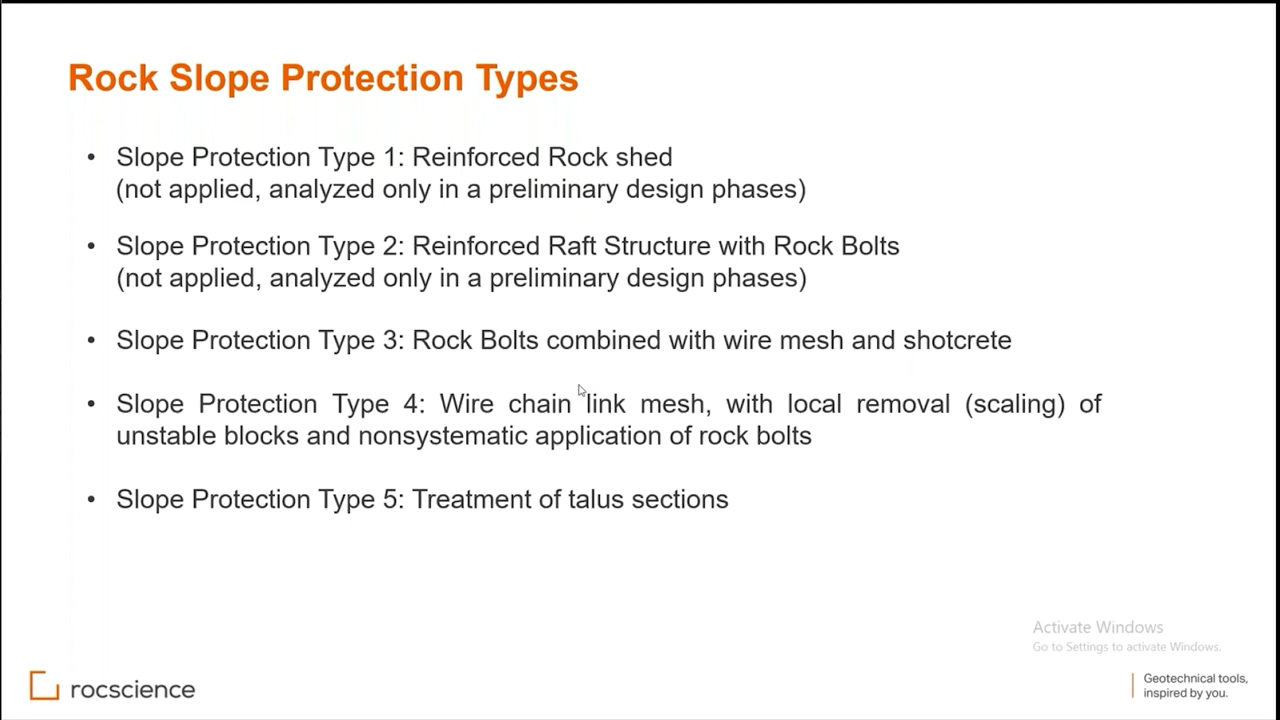 Rock Slope Protection Types
• Slope Protection Type 1: Reinforced Rock shed
(not applied, analyzed only in a preliminary design phases)
• Slope Protection Type 2: Reinforced Raft Structure with Rock Bolts
(not applied, analyzed only in a preliminary design phases)
• Slope Protection Type 3: Rock Bolts combined with wire mesh and shotcrete
• Slope Protection Type 4: Wire chain link mesh, with local removal (scaling) of
unstable blocks and nonsystematic application of rock bolts
• Slope Protection Type 5: Treatment of talus sections
Activate Windows
Go to Settings to activate Windows.
rocscience
Geotechnical tools,
inspired by you.